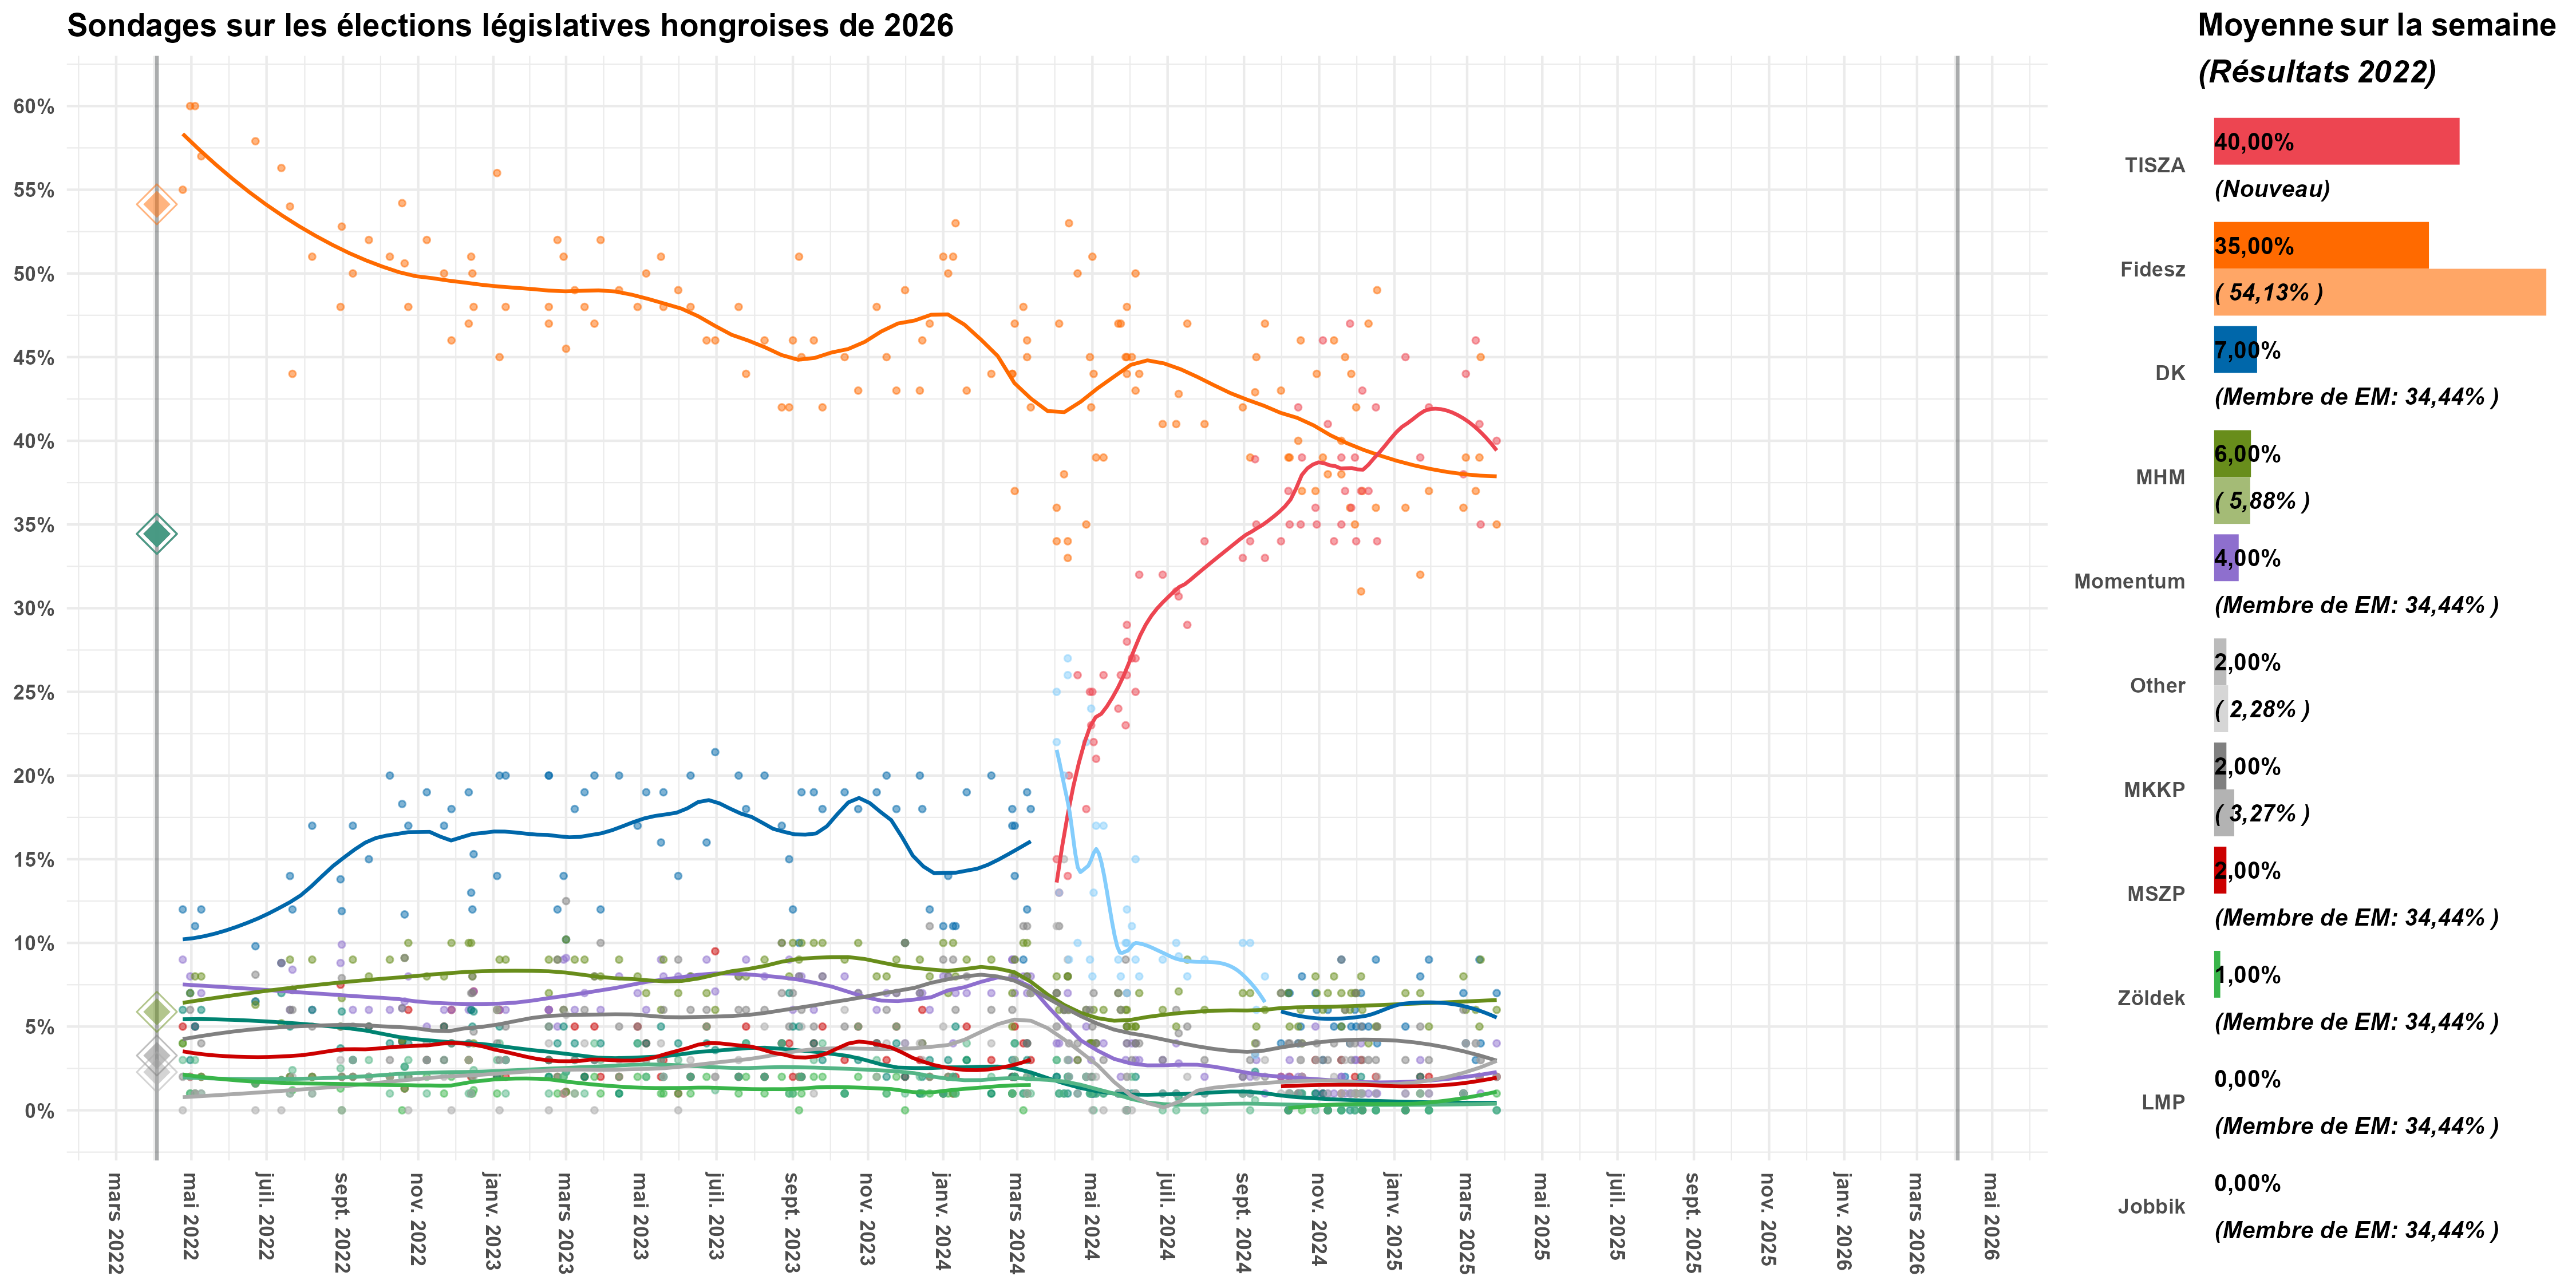 Sondages sur les élections législatives hongroises de 2026
60%
55%
50%
45%
40%
35%
30%
25%
20%
15%
10%
5%
0%
mars 2022
mai 2022
juil. 2022
sept. 2022
nov. 2022
janv. 2023
mars 2023
mai 2023
juil. 2023
sept. 2023
nov. 2023
janv. 2024
mars 2024
mai 2024
juil. 2024
sept. 2024
nov. 2024
janv. 2025
mars 2025
mai 2025
juil. 2025
sept. 2025
nov. 2025
janv. 2026
mars 2026
mai 2026
Moyenne sur la semaine
(Résultats 2022)
TISZA
40,00%
(Nouveau)
Fidesz
35,00%
( 54,13% )
DK
7,00%
(Membre de EM: 34,44% )
MHM
6,00%
( 5,88% )
Momentum
4,00%
(Membre de EM: 34,44% )
Other
2,00%
( 2,28% )
MKKP
2,00%
( 3,27% )
MSZP
2,00%
(Membre de EM: 34,44% )
Zöldek
1,00%
(Membre de EM: 34,44% )
LMP
0,00%
(Membre de EM: 34,44% )
Jobbik
0,00%
(Membre de EM: 34,44% )